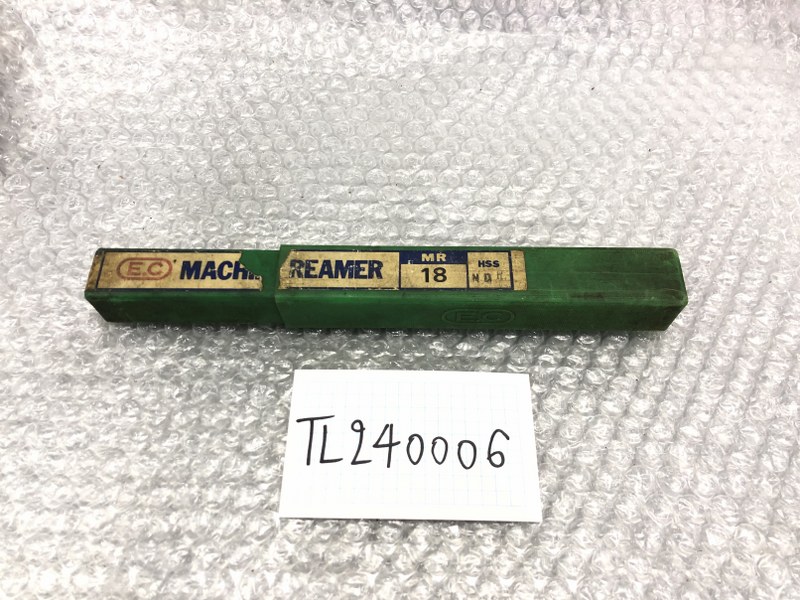 E.C MACHI REAMER MR 18 HSS
E.C
TL240006